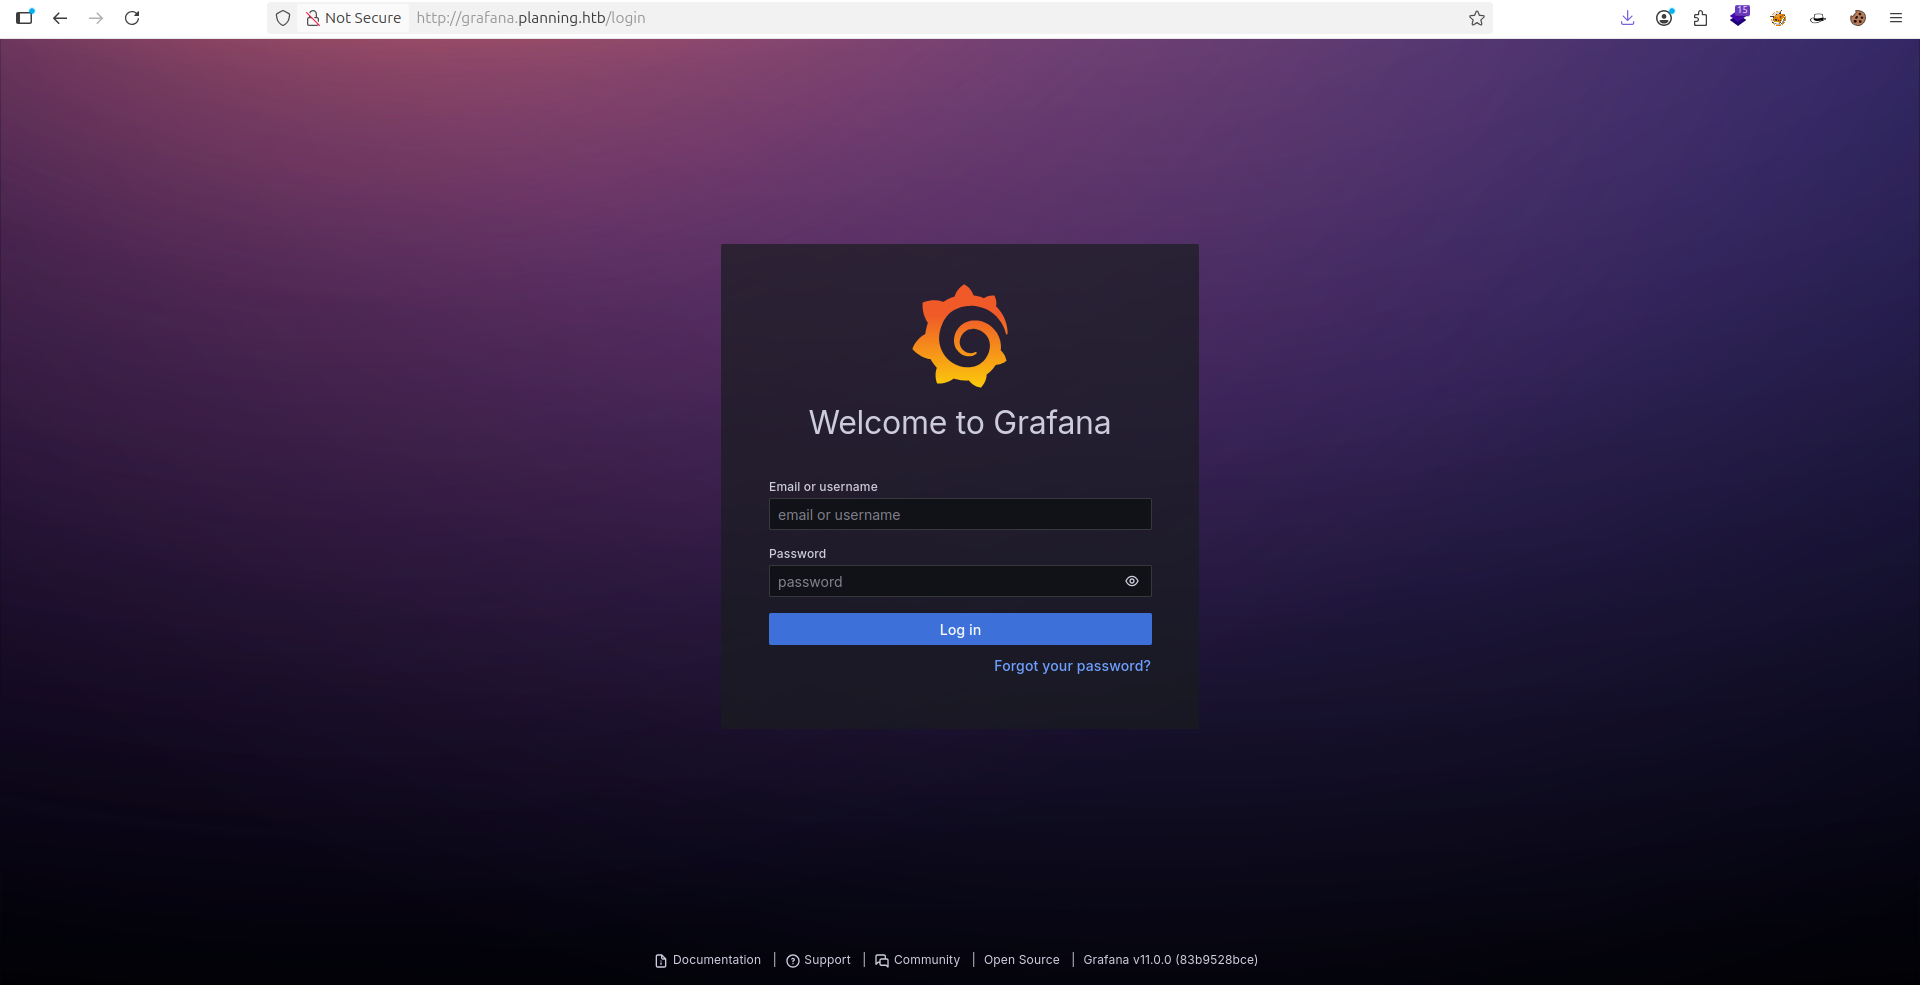 Not Secure http://grafana.planning.htb/login 15
Welcome to Grafana
Email or username
email or username
Password
password
Log in
Forgot your password?
Documentation | Support | Community | Open Source | Grafana v11.0.0 (83b9528bce)